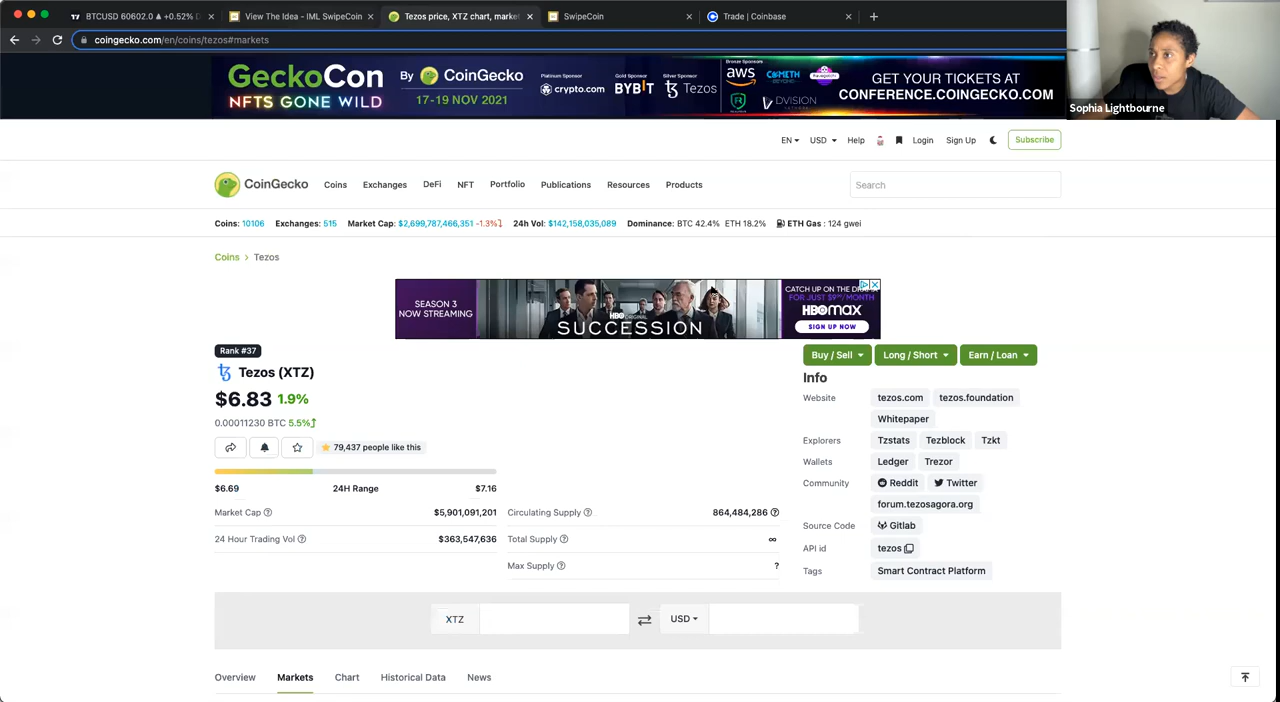 BTCUSD 60602.0 ▲ +0.52%
View The Idea - IML SwipeCoin
Tezos price, XTZ chart, market
SwipeCoin
Trade | Coinbase
coingecko.com/en/coins/tezos#markets
GeckoCon
NFTS GONE WILD
By CoinGecko
17-19 NOV 2021
Platinum Sponsor
crypto.com
Gold Sponsor
BYBIT
Silver Sponsor
Tezos
Bronze Sponsors
aws
COMETH
DVISION
GET YOUR TICKETS AT
CONFERENCE.COINGECKO.COM
Sophia Lightbourne
EN USD Help Login Sign Up Subscribe
CoinGecko Coins Exchanges DeFi NFT Portfolio Publications Resources Products Search
Coins: 10106 Exchanges: 515 Market Cap: $2,699,787,466,351 -1.3% 24h Vol: $142,158,035,089 Dominance: BTC 42.4% ETH 18.2% ETH Gas : 124 gwei
Coins > Tezos
SEASON 3
NOW STREAMING
HBO ORIGINAL
SUCCESSION
CATCH UP ON THE
FOR JUST $9.99/MONTH
HBOmax
SIGN UP NOW
Rank #37
Tezos (XTZ)
$6.83 1.9%
0.00011230 BTC 5.5%
79,437 people like this
$6.69 24H Range $7.16
Market Cap $5,901,091,201
24 Hour Trading Vol $363,547,636
Circulating Supply 864,484,286
Total Supply ∞
Max Supply ?
Buy / Sell Long / Short Earn / Loan
Info
Website tezos.com tezos.foundation
Whitepaper
Explorers Tzstats Tezblock Tzkt
Wallets Ledger Trezor
Community Reddit Twitter
forum.tezosagora.org
Source Code Gitlab
API id tezos
Tags Smart Contract Platform
XTZ USD
Overview Markets Chart Historical Data News